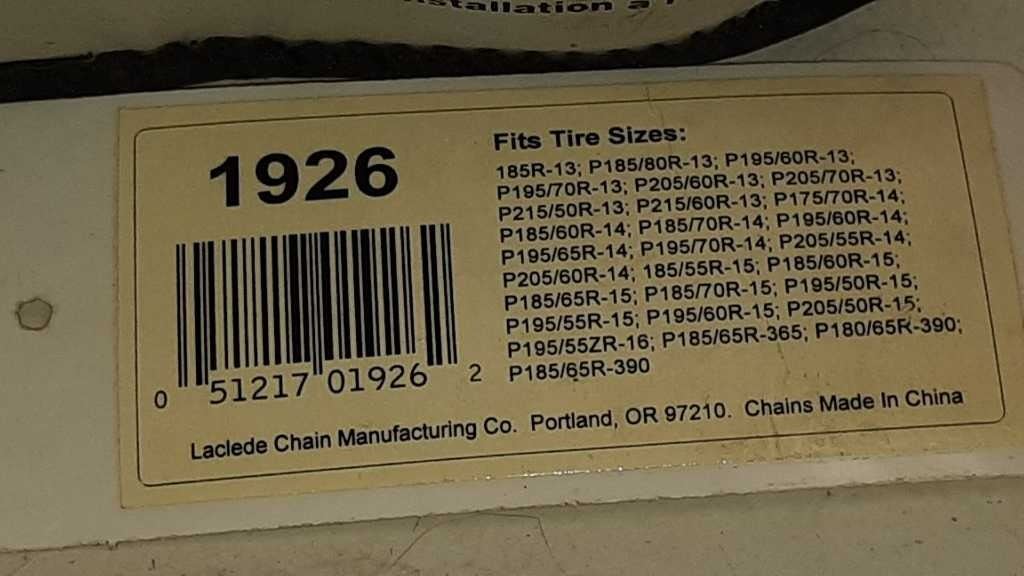 stallation a
1926
Fits Tire Sizes:
185R-13; P185/80R-13; P195/60R-13;
P195/70R-13; P205/60R-13; P205/70R-13;
P215/50R-13; P215/60R-13; P175/70R-14;
P185/60R-14; P185/70R-14; P195/60R-14;
P195/65R-14; P195/70R-14; P205/55R-14;
P205/60R-14; 185/55R-15; P185/60R-15;
P185/65R-15; P185/70R-15; P195/50R-15;
P195/55R-15; P195/60R-15; P205/50R-15;
P195/55ZR-16; P185/65R-365; P180/65R-390;
P185/65R-390
0 51217 01926 2
Laclede Chain Manufacturing Co. Portland, OR 97210. Chains Made In China